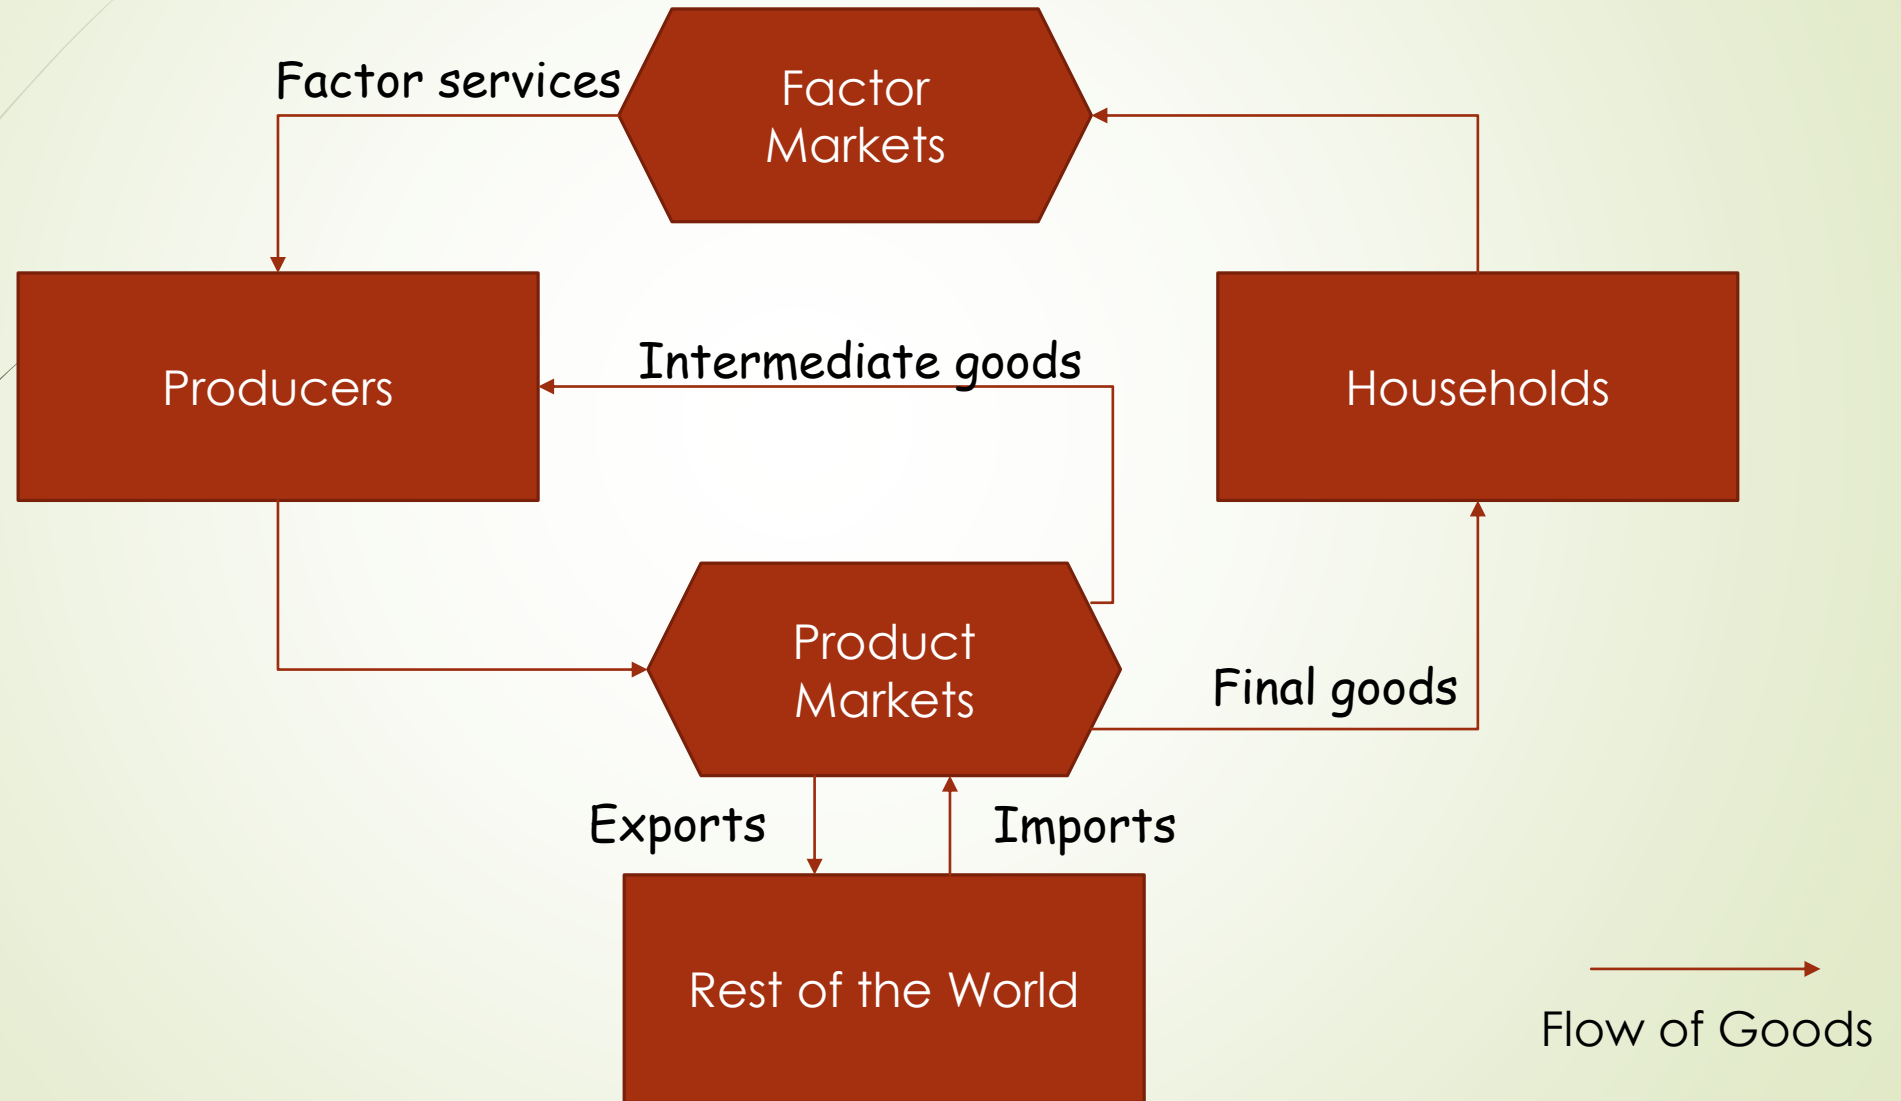 Factor services
Factor
Markets
Producers
Intermediate goods
Households
Product
Markets
Final goods
Exports
Imports
Rest of the World
Flow of Goods